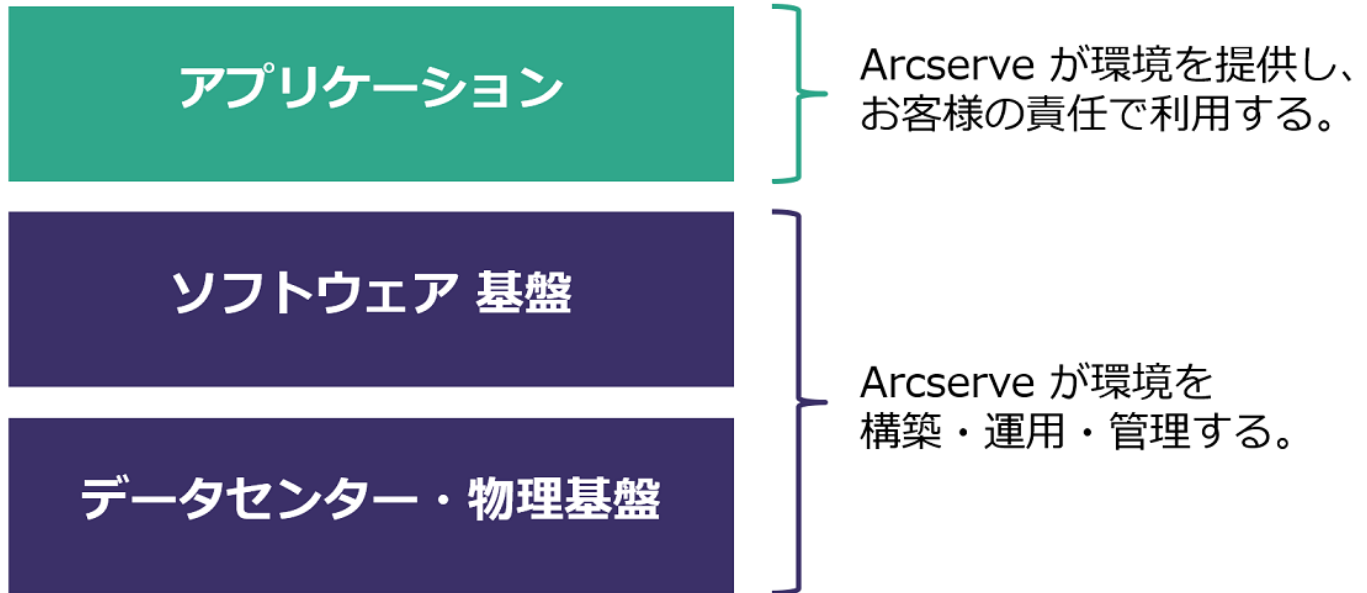 アプリケーション
Arcserve が環境を提供し、
お客様の責任で利用する。
ソフトウェア 基盤
データセンター・物理基盤
Arcserve が環境を
構築・運用・管理する。